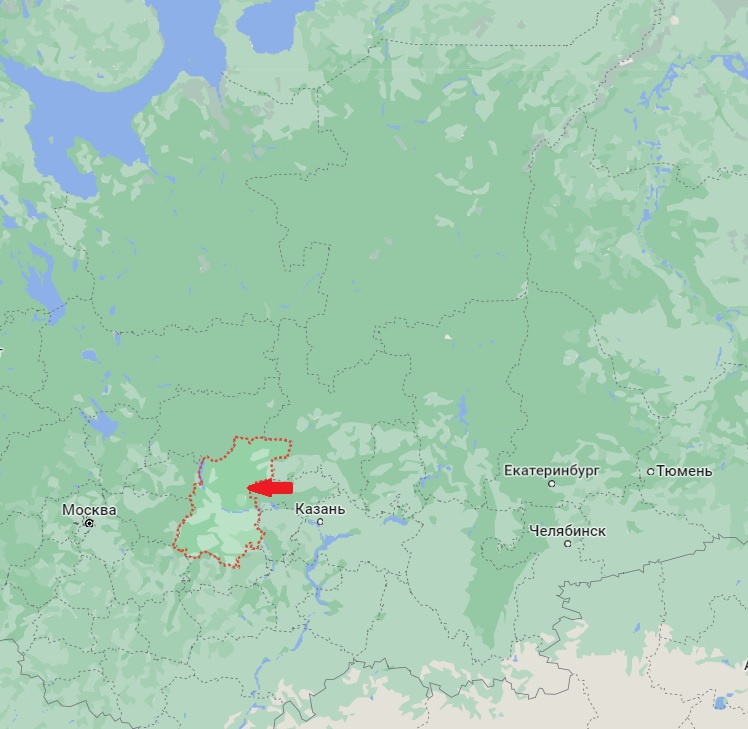 Екатеринбург
Тюмень
Москва
Казань
Челябинск